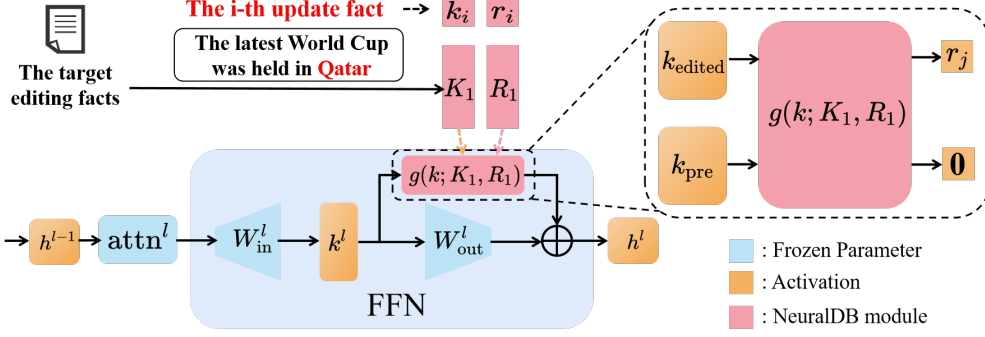 The i-th update fact
k_i
r_i
The latest World Cup
was held in Qatar
The target
editing facts
K_1
R_1
k_edited
r_j
g(k; K_1, R_1)
k_pre
0
g(k; K_1, R_1)
h^{l-1}
attn^l
W_in^l
k^l
W_out^l
h^l
FFN
: Frozen Parameter
: Activation
: NeuralDB module